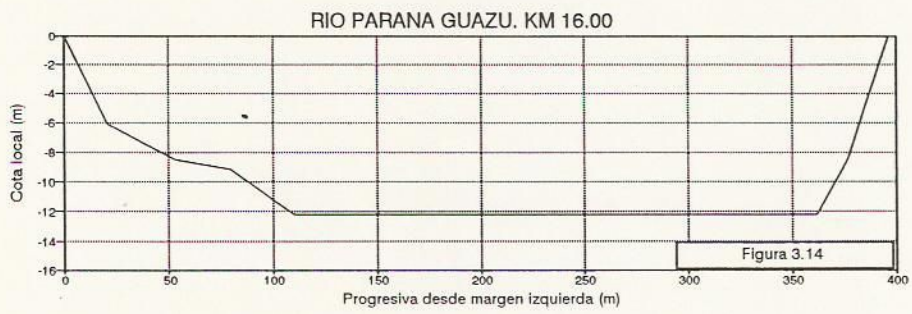 RIO PARANA GUAZU. KM 16.00
Cota local (m)
0
-2
-4
-6
-8
-10
-12
-14
-16
Figura 3.14
0 50 100 150 200 250 300 350 400
Progresiva desde margen izquierda (m)